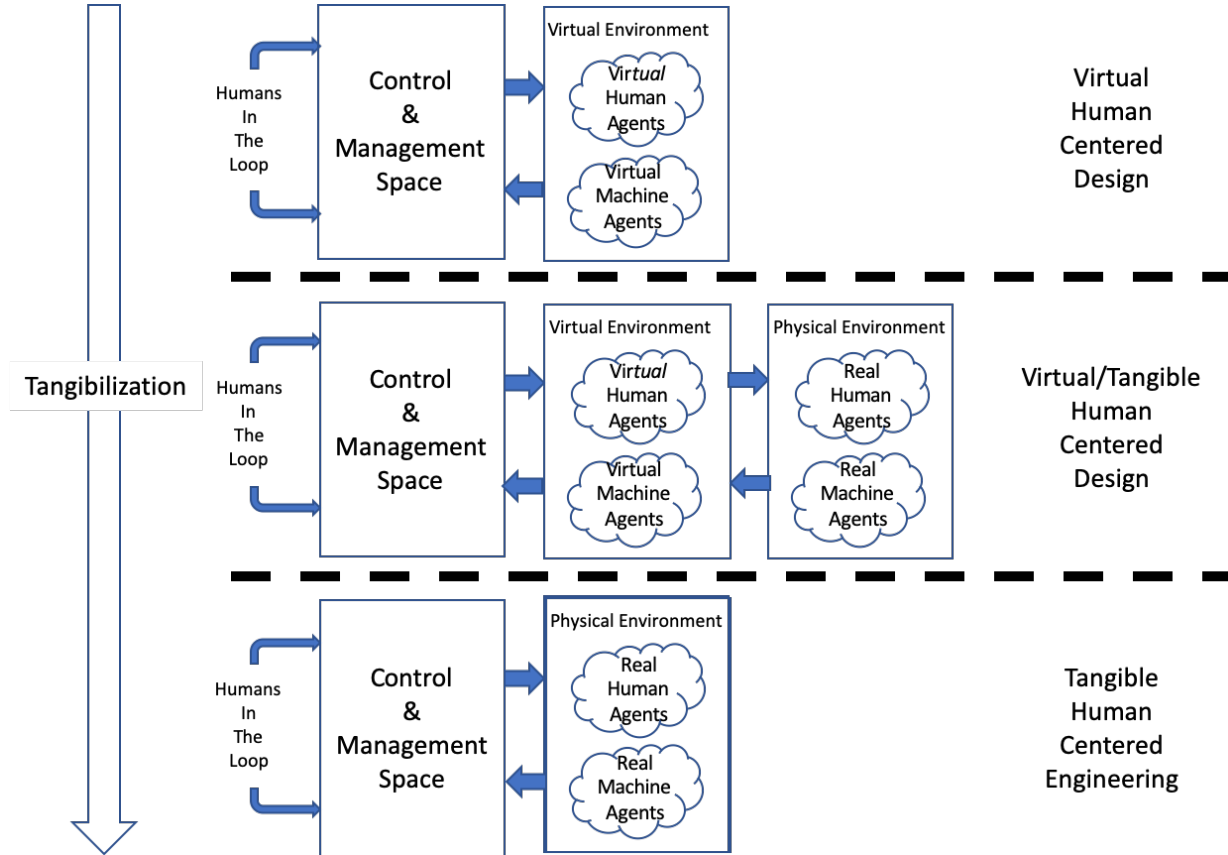 Humans
In
The
Loop
Control
&
Management
Space
Virtual Environment
Virtual
Human
Agents
Virtual
Machine
Agents
Virtual
Human
Centered
Design
Tangibilization
Humans
In
The
Loop
Control
&
Management
Space
Virtual Environment
Virtual
Human
Agents
Virtual
Machine
Agents
Physical Environment
Real
Human
Agents
Real
Machine
Agents
Virtual/Tangible
Human
Centered
Design
Humans
In
The
Loop
Control
&
Management
Space
Physical Environment
Real
Human
Agents
Real
Machine
Agents
Tangible
Human
Centered
Engineering